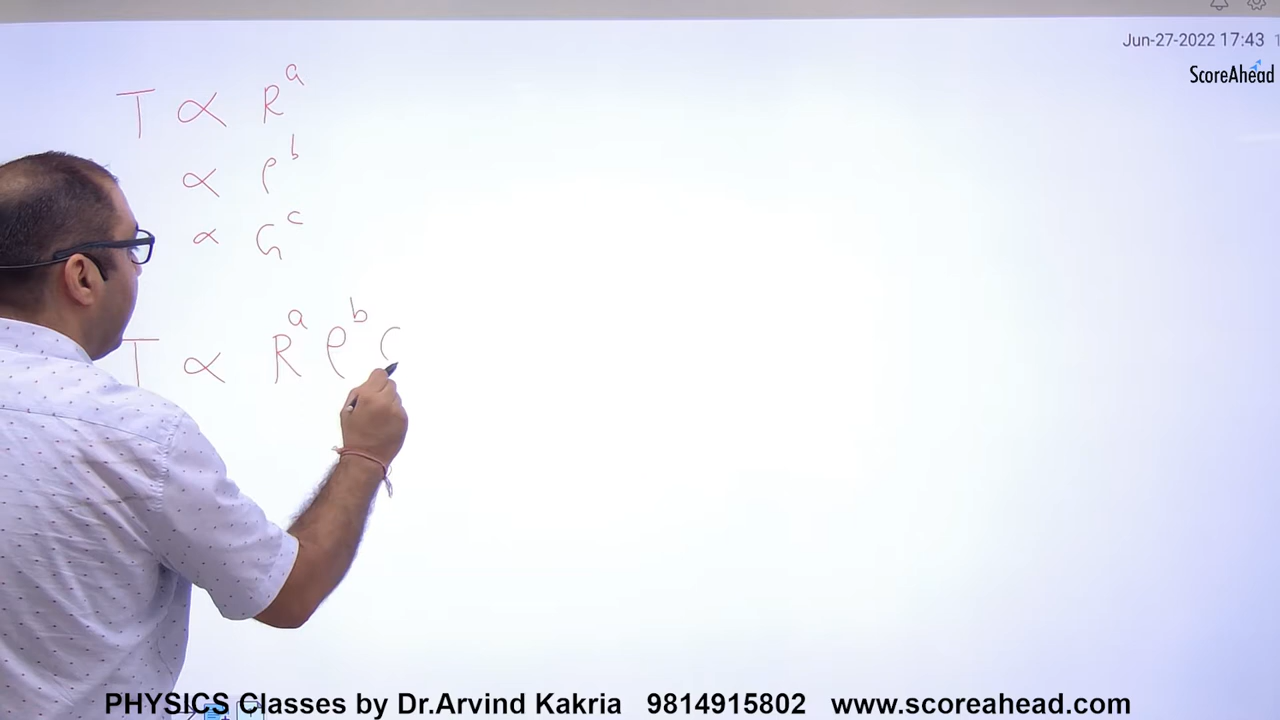 Jun-27-2022 17:43
ScoreAhead
T ∝ R^a
∝ ρ^b
∝ G^c
T ∝ R^a ρ^b
PHYSICS Classes by Dr.Arvind Kakria 9814915802 www.scoreahead.com